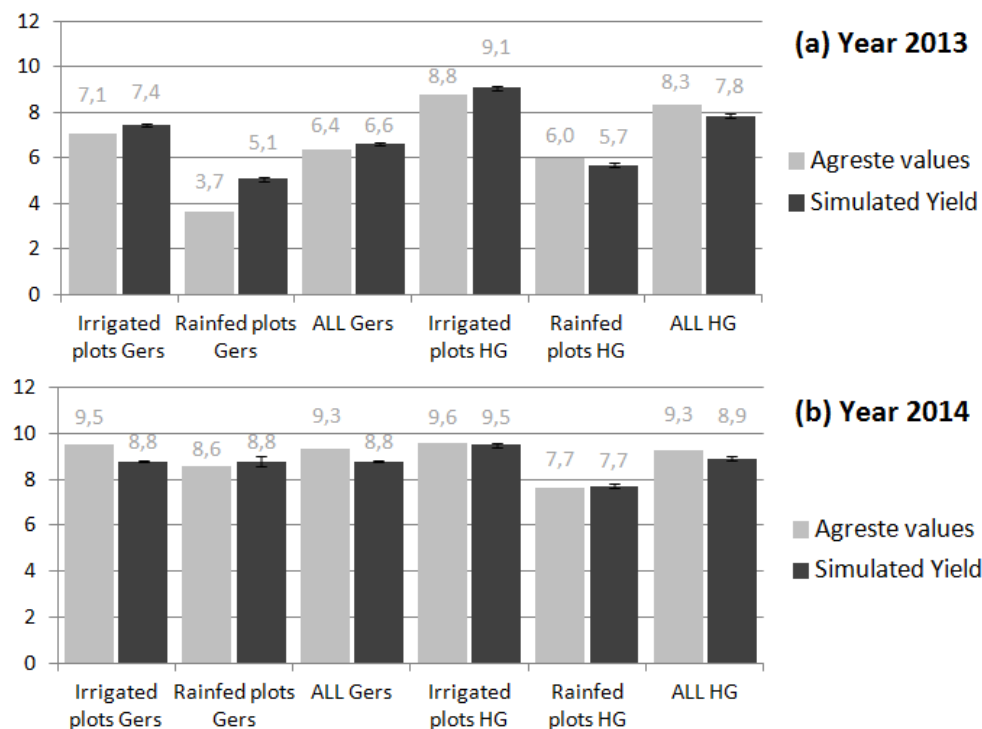 (a) Year 2013
12
10
8
6
4
2
0
7,1 7,4
3,7 5,1
6,4 6,6
8,8 9,1
6,0 5,7
8,3 7,8
Agreste values
Simulated Yield
Irrigated
plots Gers
Rainfed plots
Gers
ALL Gers
Irrigated
plots HG
Rainfed
plots HG
ALL HG
(b) Year 2014
12
10
8
6
4
2
0
9,5 8,8
8,6 8,8
9,3 8,8
9,6 9,5
7,7 7,7
9,3 8,9
Agreste values
Simulated Yield
Irrigated
plots Gers
Rainfed plots
Gers
ALL Gers
Irrigated
plots HG
Rainfed
plots HG
ALL HG